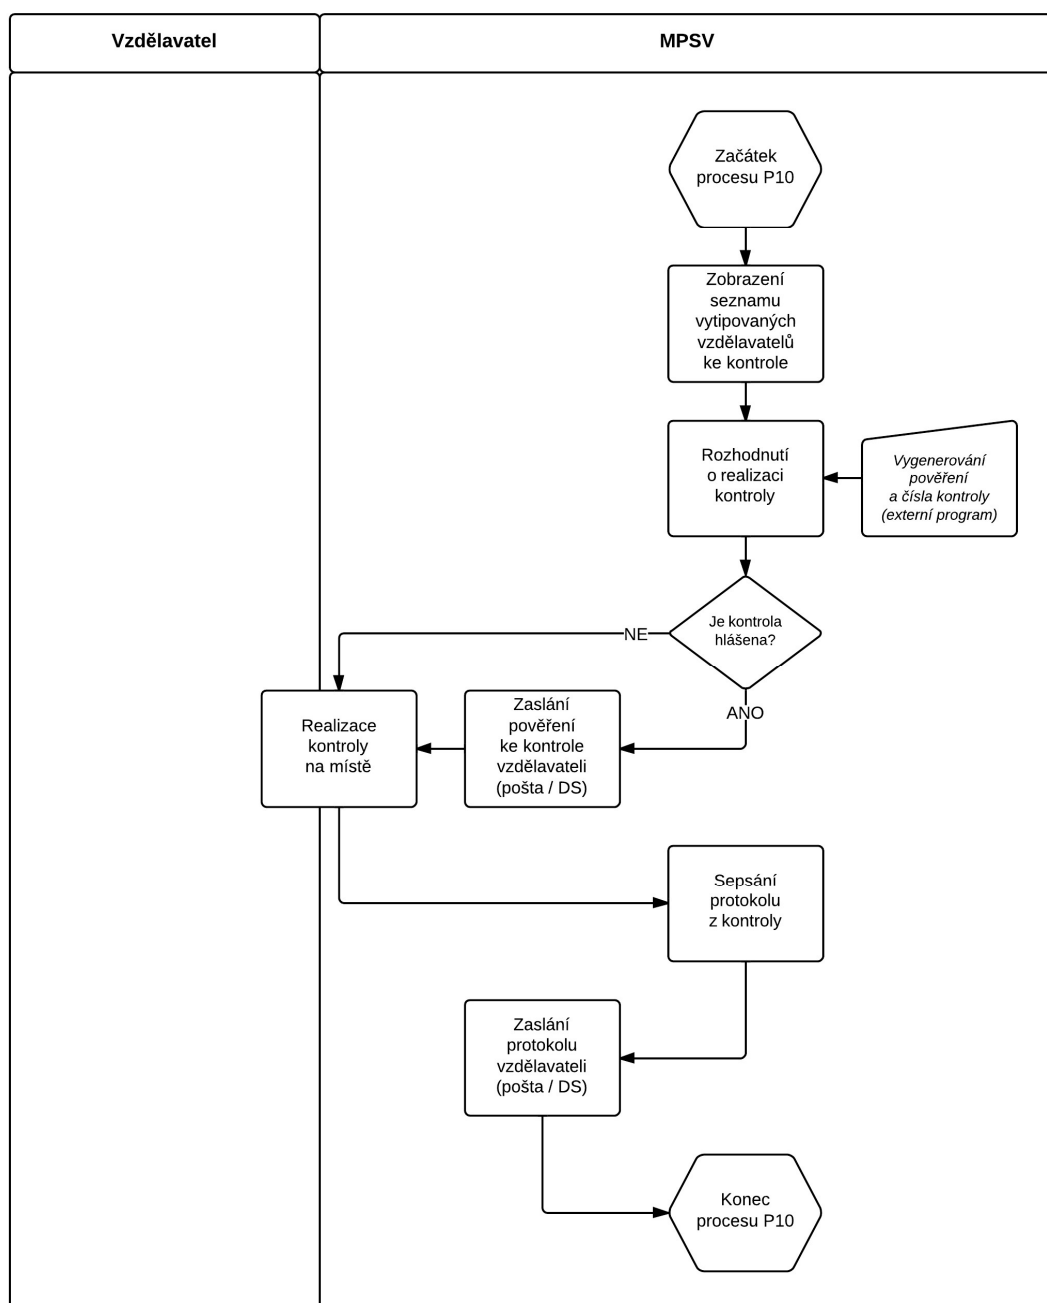 Vzdělavatel
MPSV
Začátek
procesu P10
Zobrazení
seznamu
vytipovaných
vzdělavatelů
ke kontrole
Rozhodnutí
o realizaci
kontroly
Vygenerování
pověření
a čísla kontroly
(externí program)
Je kontrola
hlášena?
NE
ANO
Realizace
kontroly
na místě
Zaslání
pověření
ke kontrole
vzdělavateli
(pošta / DS)
Sepsání
protokolu
z kontroly
Zaslání
protokolu
vzdělavateli
(pošta / DS)
Konec
procesu P10